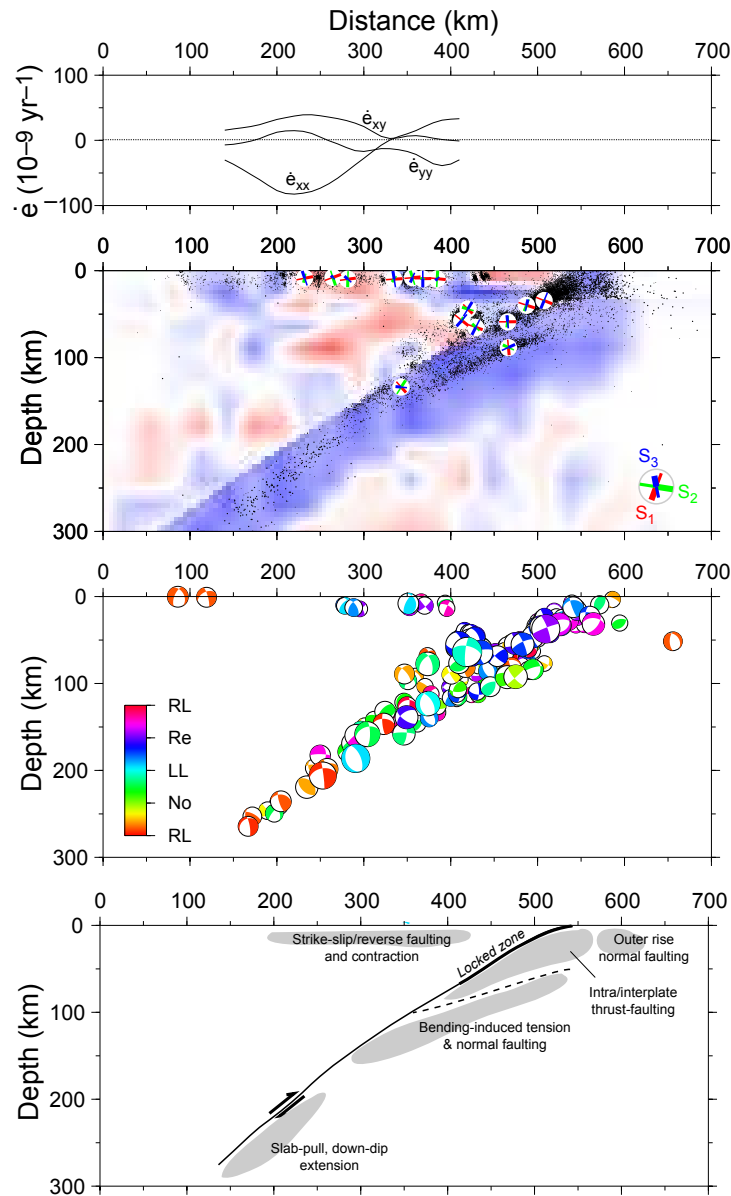 Distance (km)
0 100 200 300 400 500 600 700
100
0
−100
ė (10−9 yr−1)
ėxy
ėxx
ėyy
0 100 200 300 400 500 600 700
0
100
200
300
Depth (km)
S3
S2
S1
0 100 200 300 400 500 600 700
0
100
200
300
Depth (km)
RL
Re
LL
No
RL
0 100 200 300 400 500 600 700
0
100
200
300
Depth (km)
Strike-slip/reverse faulting
and contraction
Locked zone
Outer rise
normal faulting
Intra/interplate
thrust-faulting
Bending-induced tension
& normal faulting
Slab-pull, down-dip
extension